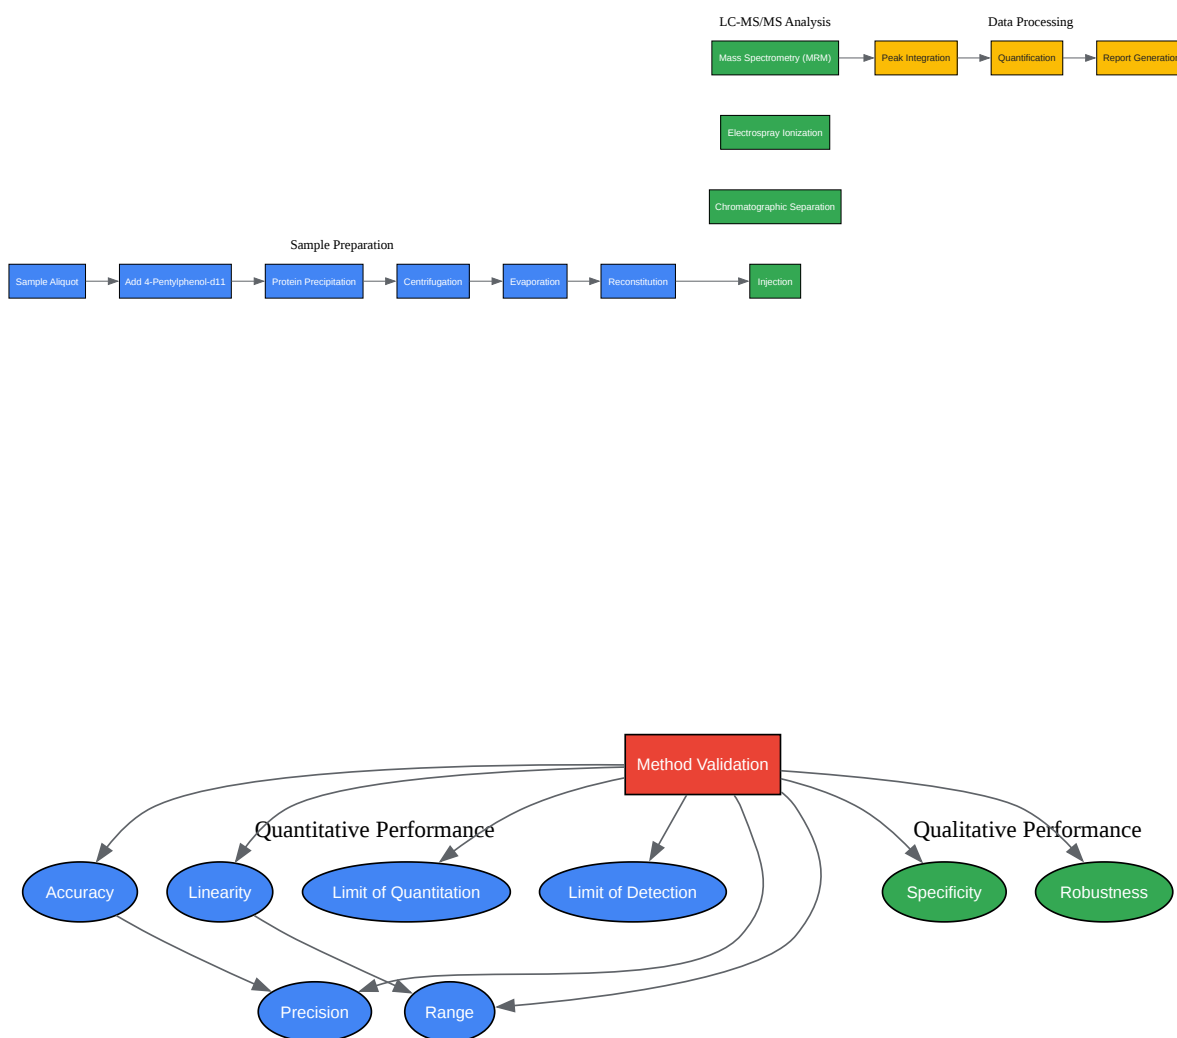 LC-MS/MS Analysis
Data Processing
Mass Spectrometry (MRM)
Peak Integration
Quantification
Report Generation
Electrospray Ionization
Chromatographic Separation
Sample Preparation
Sample Aliquot
Add 4-Pentylphenol-d11
Protein Precipitation
Centrifugation
Evaporation
Reconstitution
Injection
Method Validation
Quantitative Performance
Qualitative Performance
Accuracy
Linearity
Limit of Quantitation
Limit of Detection
Specificity
Robustness
Precision
Range